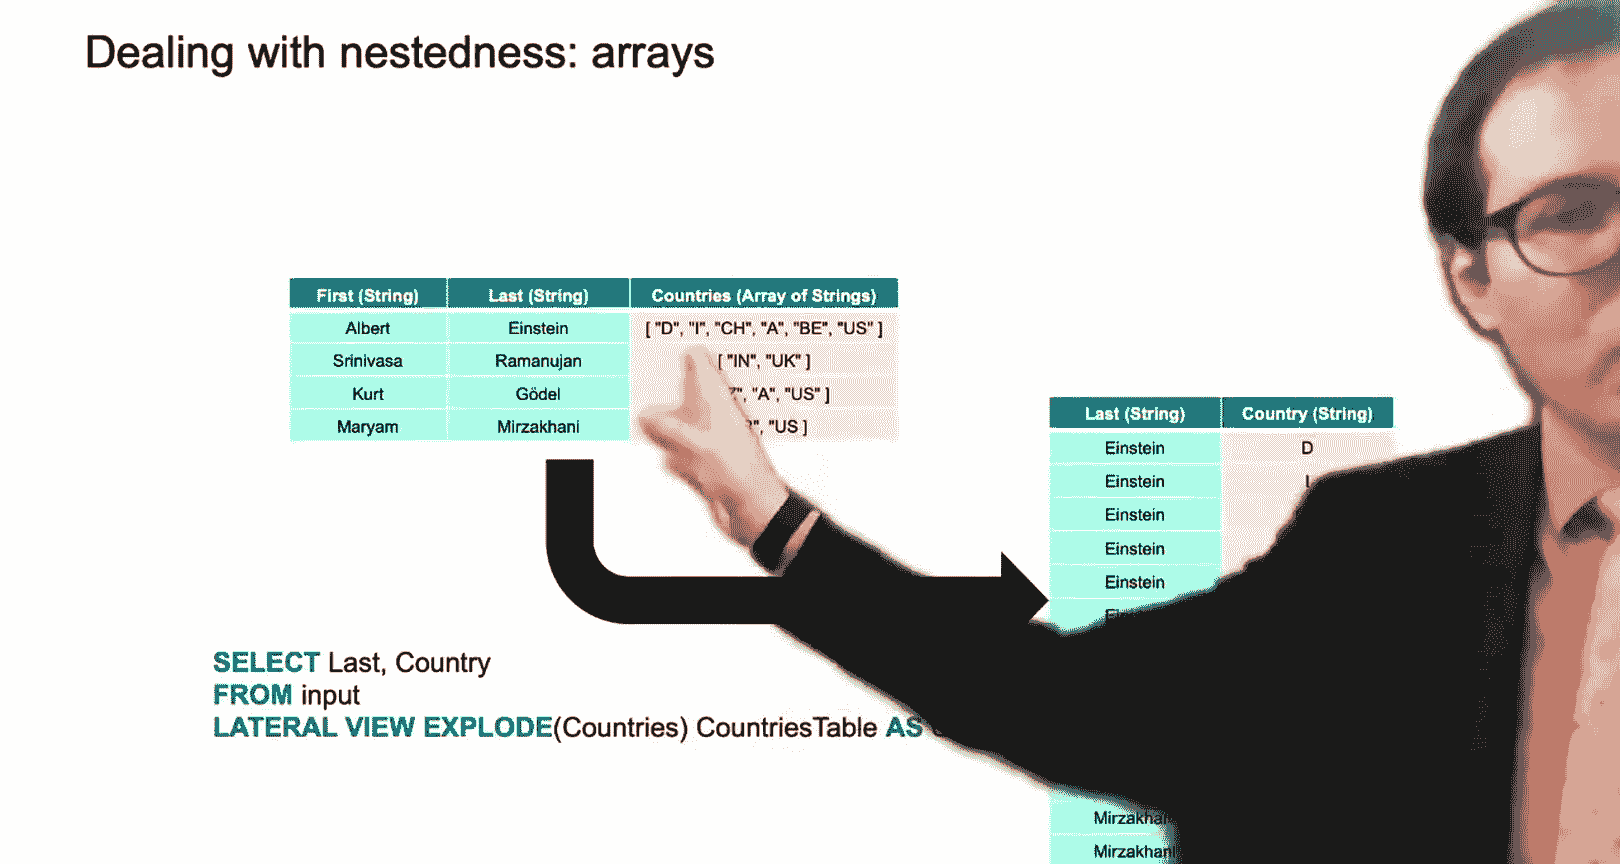 Dealing with nestedness: arrays
First (String) Last (String) Countries (Array of Strings)
Albert Einstein [ "D", "I", "CH", "A", "BE", "US" ]
Srinivasa Ramanujan [ "IN", "UK" ]
Kurt Gödel "A", "US" ]
Maryam Mirzakhani "US ]
Last (String) Country (String)
Einstein D
Einstein I
Einstein
Einstein
Einstein
SELECT Last, Country
FROM input
LATERAL VIEW EXPLODE(Countries) CountriesTable AS